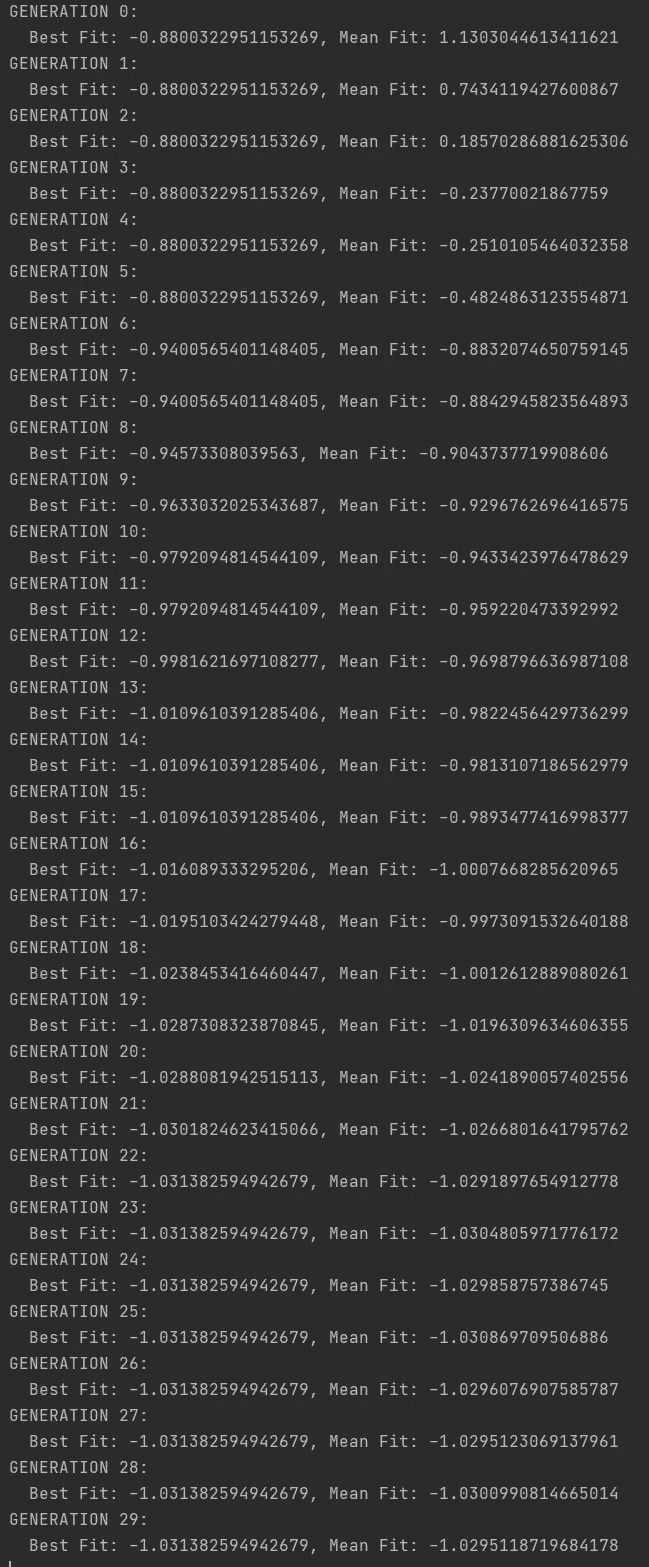 GENERATION 0:
Best Fit: -0.8800322951153269, Mean Fit: 1.1303044613411621
GENERATION 1:
Best Fit: -0.8800322951153269, Mean Fit: 0.7434119427600867
GENERATION 2:
Best Fit: -0.8800322951153269, Mean Fit: 0.18570286881625306
GENERATION 3:
Best Fit: -0.8800322951153269, Mean Fit: -0.23770021867759
GENERATION 4:
Best Fit: -0.8800322951153269, Mean Fit: -0.2510105464032358
GENERATION 5:
Best Fit: -0.8800322951153269, Mean Fit: -0.4824863123554871
GENERATION 6:
Best Fit: -0.9400565401148405, Mean Fit: -0.8832074650759145
GENERATION 7:
Best Fit: -0.9400565401148405, Mean Fit: -0.8842945823564893
GENERATION 8:
Best Fit: -0.94573308039563, Mean Fit: -0.9043737719908606
GENERATION 9:
Best Fit: -0.9633032025343687, Mean Fit: -0.9296762696416575
GENERATION 10:
Best Fit: -0.9792094814544109, Mean Fit: -0.9433423976478629
GENERATION 11:
Best Fit: -0.9792094814544109, Mean Fit: -0.959220473392992
GENERATION 12:
Best Fit: -0.9981621697108277, Mean Fit: -0.9698796636987108
GENERATION 13:
Best Fit: -1.0109610391285406, Mean Fit: -0.9822456429736299
GENERATION 14:
Best Fit: -1.0109610391285406, Mean Fit: -0.9813107186562979
GENERATION 15:
Best Fit: -1.0109610391285406, Mean Fit: -0.9893477416998377
GENERATION 16:
Best Fit: -1.016089333295206, Mean Fit: -1.0007668285620965
GENERATION 17:
Best Fit: -1.0195103424279448, Mean Fit: -0.9973091532640188
GENERATION 18:
Best Fit: -1.0238453416460447, Mean Fit: -1.0012612889080261
GENERATION 19:
Best Fit: -1.0287308323870845, Mean Fit: -1.0196309634606355
GENERATION 20:
Best Fit: -1.0288081942515113, Mean Fit: -1.0241890057402556
GENERATION 21:
Best Fit: -1.0301824623415066, Mean Fit: -1.0266801641795762
GENERATION 22:
Best Fit: -1.031382594942679, Mean Fit: -1.0291897654912778
GENERATION 23:
Best Fit: -1.031382594942679, Mean Fit: -1.0304805971776172
GENERATION 24:
Best Fit: -1.031382594942679, Mean Fit: -1.029858757386745
GENERATION 25:
Best Fit: -1.031382594942679, Mean Fit: -1.030869709506886
GENERATION 26:
Best Fit: -1.031382594942679, Mean Fit: -1.0296076907585787
GENERATION 27:
Best Fit: -1.031382594942679, Mean Fit: -1.0295123069137961
GENERATION 28:
Best Fit: -1.031382594942679, Mean Fit: -1.0300990814665014
GENERATION 29:
Best Fit: -1.031382594942679, Mean Fit: -1.0295118719684178